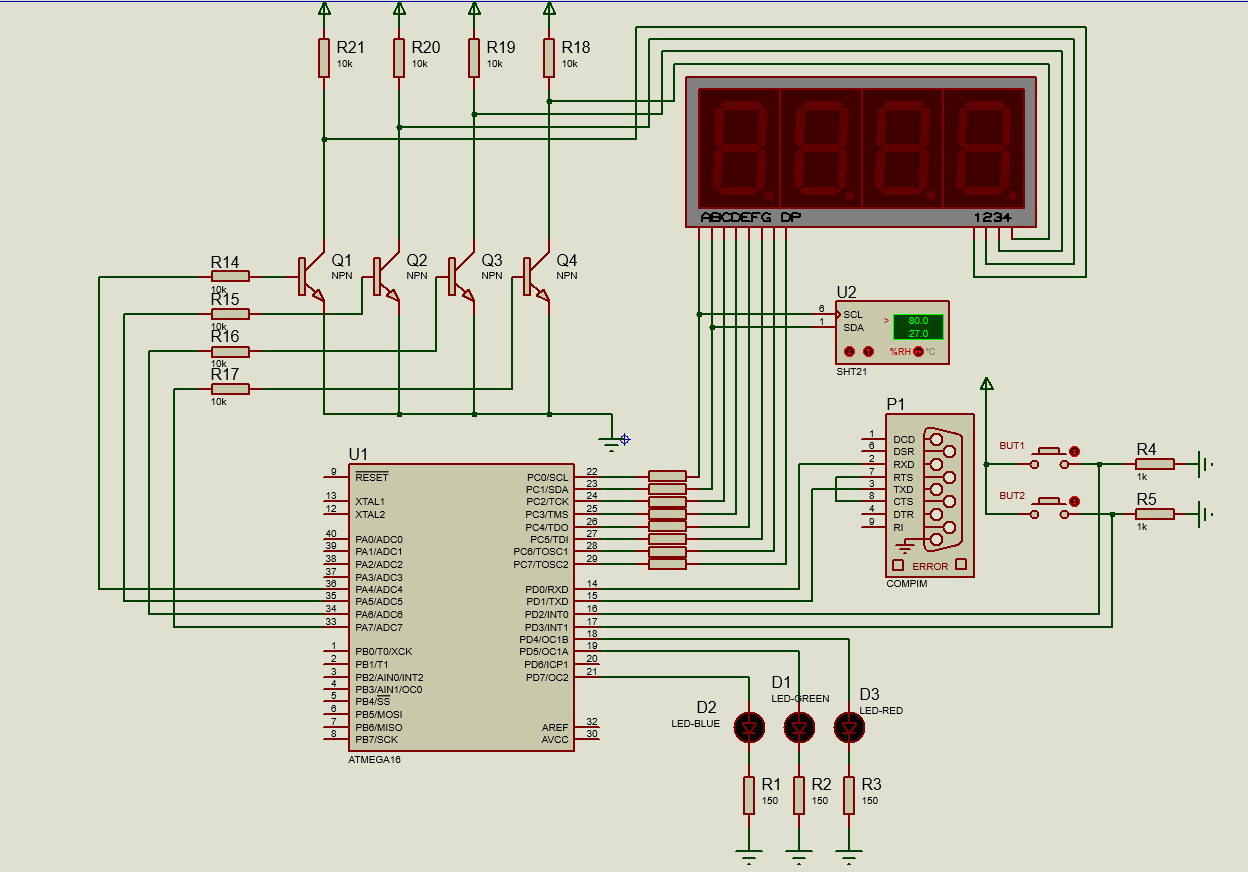 R21
10k
R20
10k
R19
10k
R18
10k
ABCDEFG DP
1234
R14
10k
R15
10k
R16
10k
R17
10k
Q1
NPN
Q2
NPN
Q3
NPN
Q4
NPN
U2
6 SCL
1 SDA
>
80.0
27.0
%RH °C
SHT21
P1
1 DCD
6 DSR
2 RXD
7 RTS
3 TXD
8 CTS
4 DTR
9 RI
ERROR
COMPIM
BUT1
BUT2
R4
1k
R5
1k
U1
9 RESET
13 XTAL1
12 XTAL2
40 PA0/ADC0
39 PA1/ADC1
38 PA2/ADC2
37 PA3/ADC3
36 PA4/ADC4
35 PA5/ADC5
34 PA6/ADC6
33 PA7/ADC7
1 PB0/T0/XCK
2 PB1/T1
3 PB2/AIN0/INT2
4 PB3/AIN1/OC0
5 PB4/SS
6 PB5/MOSI
7 PB6/MISO
8 PB7/SCK
PC0/SCL 22
PC1/SDA 23
PC2/TCK 24
PC3/TMS 25
PC4/TDO 26
PC5/TDI 27
PC6/TOSC1 28
PC7/TOSC2 29
PD0/RXD 14
PD1/TXD 15
PD2/INT0 16
PD3/INT1 17
PD4/OC1B 18
PD5/OC1A 19
PD6/ICP1 20
PD7/OC2 21
AREF 32
AVCC 30
ATMEGA16
D2
LED-BLUE
D1
LED-GREEN
D3
LED-RED
R1
150
R2
150
R3
150